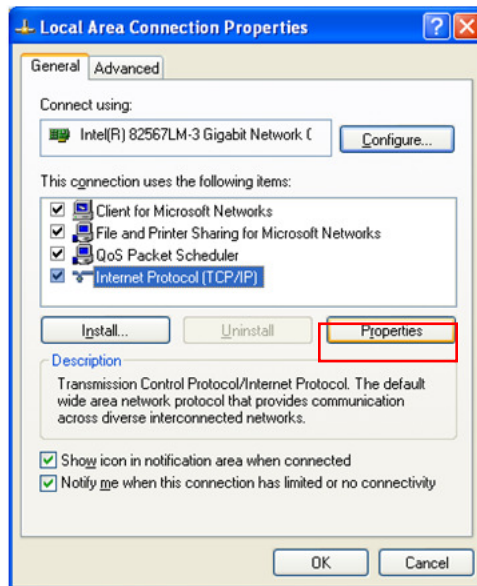 Local Area Connection Properties
General Advanced
Connect using:
Intel(R) 82567LM-3 Gigabit Network (
Configure...
This connection uses the following items:
Client for Microsoft Networks
File and Printer Sharing for Microsoft Networks
QoS Packet Scheduler
Internet Protocol (TCP/IP)
Install... Uninstall Properties
Description
Transmission Control Protocol/Internet Protocol. The default
wide area network protocol that provides communication
across diverse interconnected networks.
Show icon in notification area when connected
Notify me when this connection has limited or no connectivity
OK Cancel